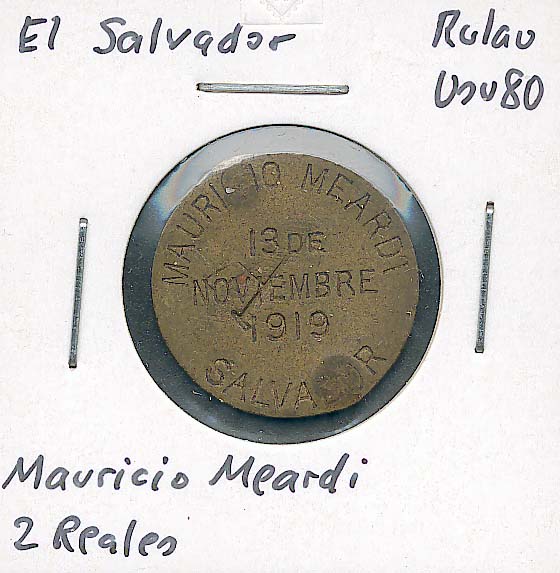 El Salvador
Rulau
Usu80
MAURICIO MEARDI
13 DE
NOVIEMBRE
1919
SALVADOR
Mauricio Meardi
2 Reales